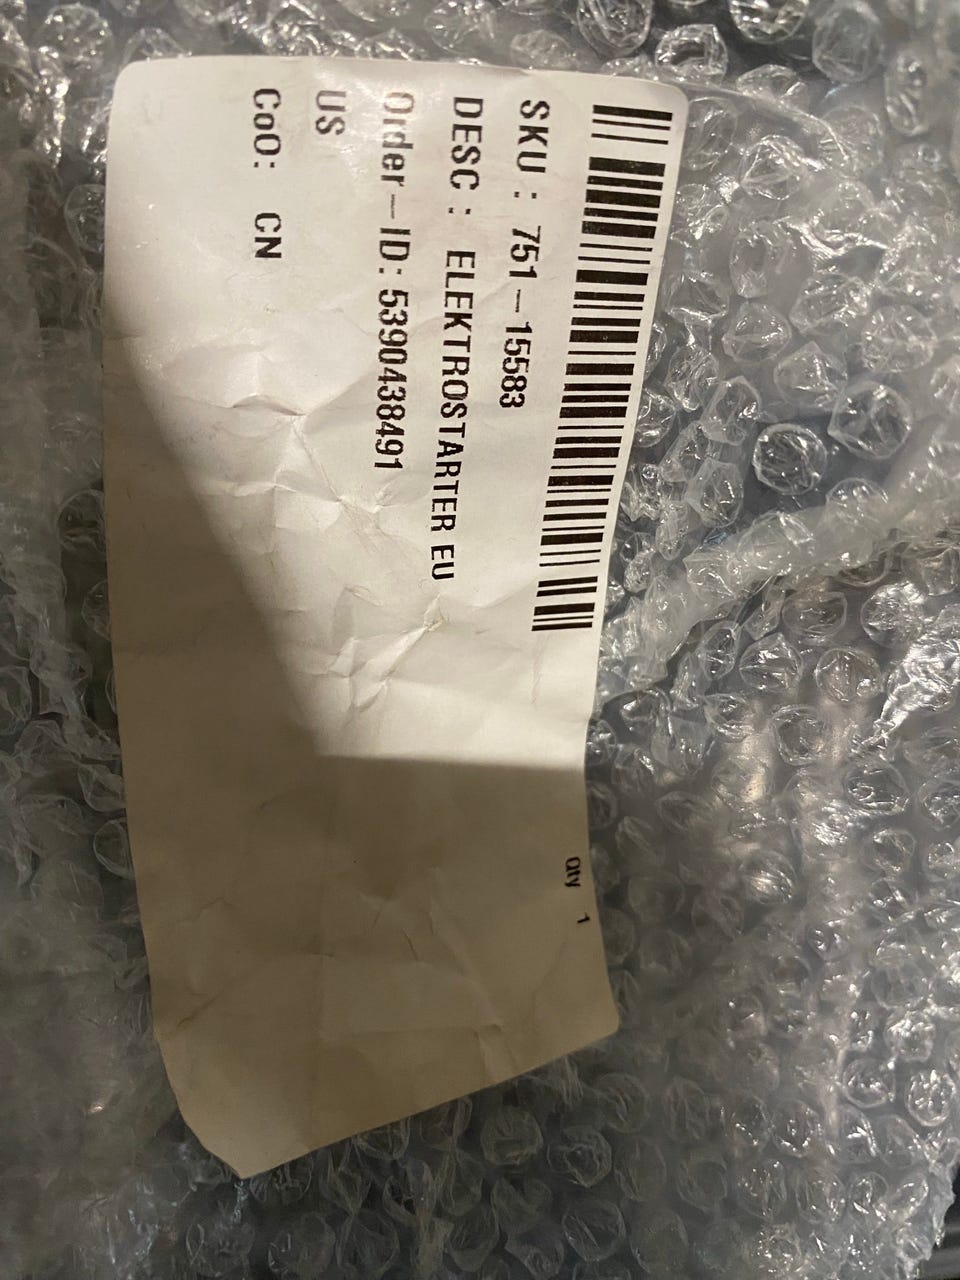 SKU : 751-15583
DESC : ELEKTROSTARTER EU
Order-ID: 5390438491
US
CoO: CN
Qty 1